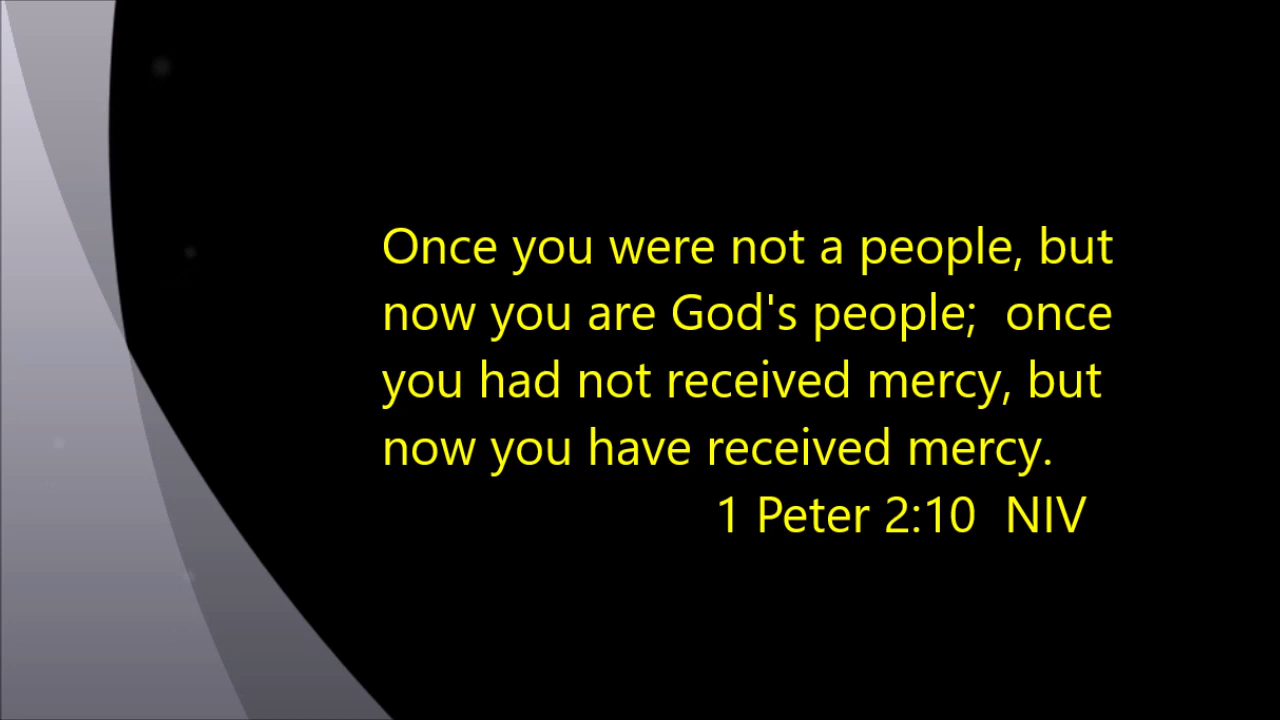 Once you were not a people, but
now you are God's people;  once
you had not received mercy, but
now you have received mercy.
1 Peter 2:10  NIV